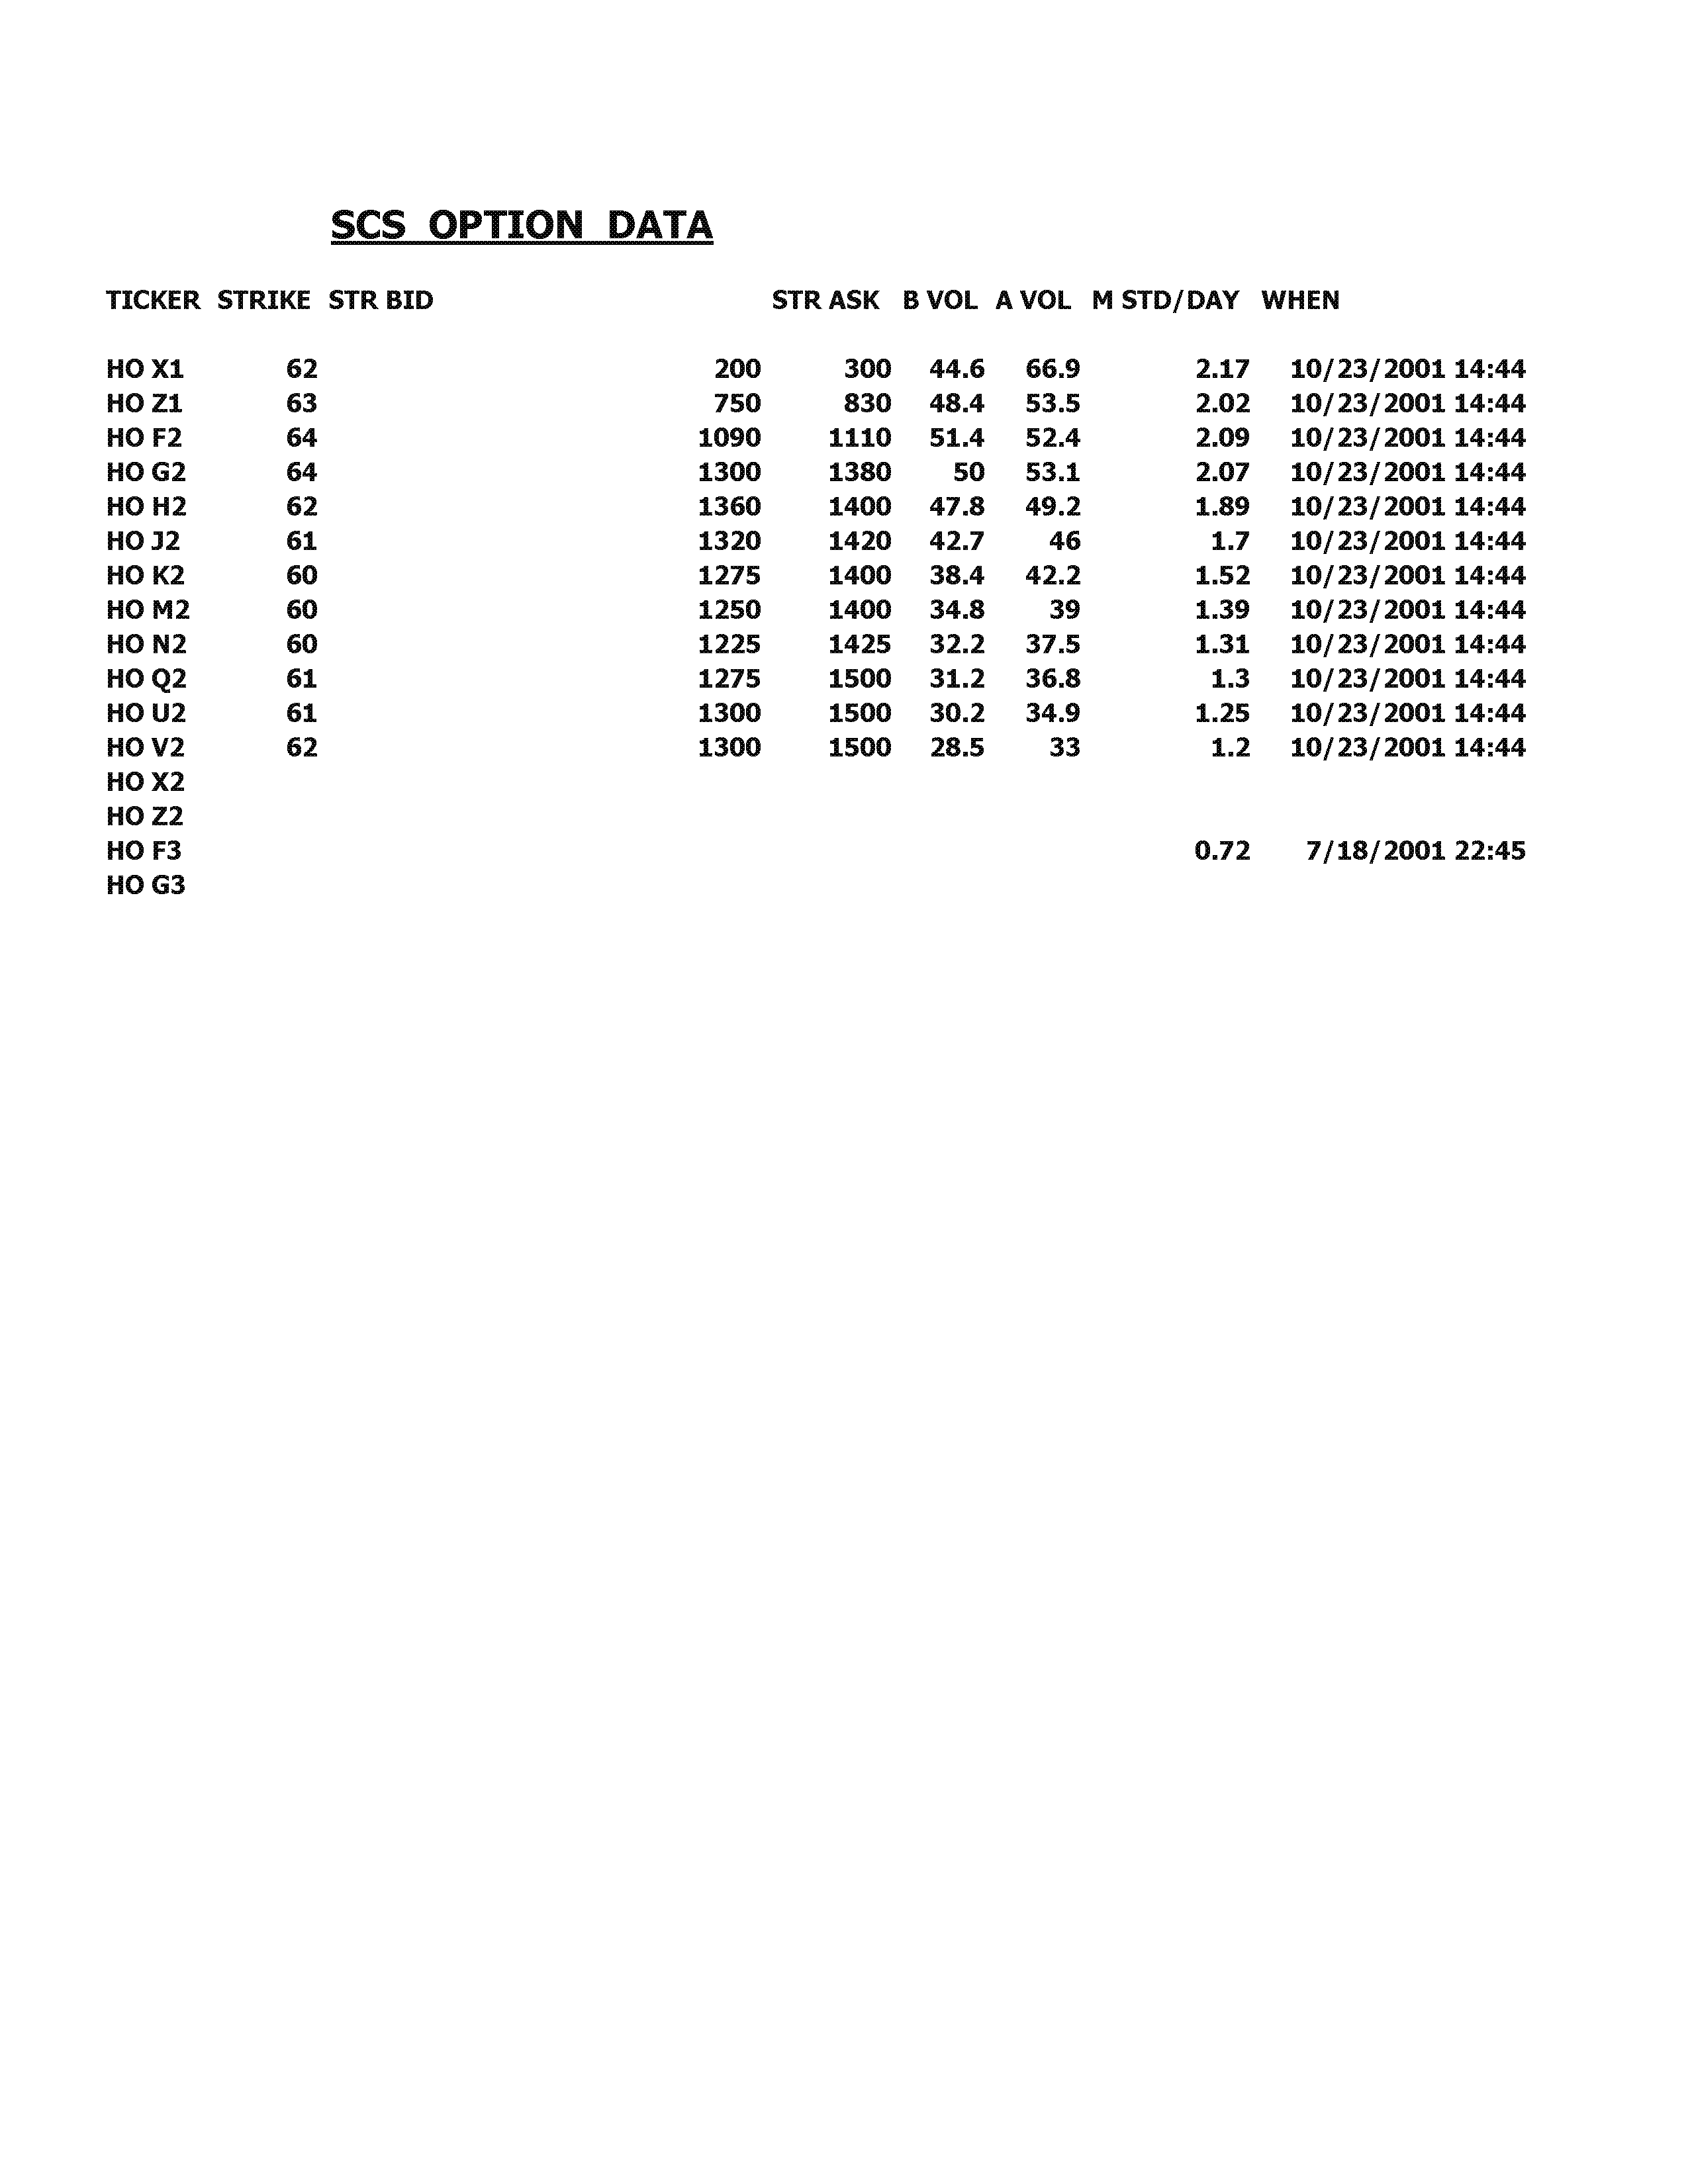 SCS OPTION DATA
TICKER STRIKE STR BID STR ASK B VOL A VOL M STD/DAY WHEN
HO X1 62 200 300 44.6 66.9 2.17 10/23/2001 14:44
HO Z1 63 750 830 48.4 53.5 2.02 10/23/2001 14:44
HO F2 64 1090 1110 51.4 52.4 2.09 10/23/2001 14:44
HO G2 64 1300 1380 50 53.1 2.07 10/23/2001 14:44
HO H2 62 1360 1400 47.8 49.2 1.89 10/23/2001 14:44
HO J2 61 1320 1420 42.7 46 1.7 10/23/2001 14:44
HO K2 60 1275 1400 38.4 42.2 1.52 10/23/2001 14:44
HO M2 60 1250 1400 34.8 39 1.39 10/23/2001 14:44
HO N2 60 1225 1425 32.2 37.5 1.31 10/23/2001 14:44
HO Q2 61 1275 1500 31.2 36.8 1.3 10/23/2001 14:44
HO U2 61 1300 1500 30.2 34.9 1.25 10/23/2001 14:44
HO V2 62 1300 1500 28.5 33 1.2 10/23/2001 14:44
HO X2
HO Z2
HO F3 0.72 7/18/2001 22:45
HO G3